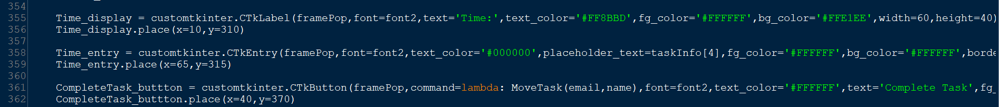 354
355 Time_display = customtkinter.CTkLabel(framePop,font=font2,text='Time:',text_color='#FF8BBD',fg_color='#FFFFFF',bg_color='#FFE1EE',width=60,height=40)
356 Time_display.place(x=10,y=310)
357
358 Time_entry = customtkinter.CTkEntry(framePop,font=font2,text_color='#000000',placeholder_text=taskInfo[4],fg_color='#FFFFFF',bg_color='#FFFFFF',borde
359 Time_entry.place(x=65,y=315)
360
361 CompleteTask_buttton = customtkinter.CTkButton(framePop,command=lambda: MoveTask(email,name),font=font2,text_color='#FFFFFF',text='Complete Task',fg_
362 CompleteTask_buttton.place(x=40,y=370)